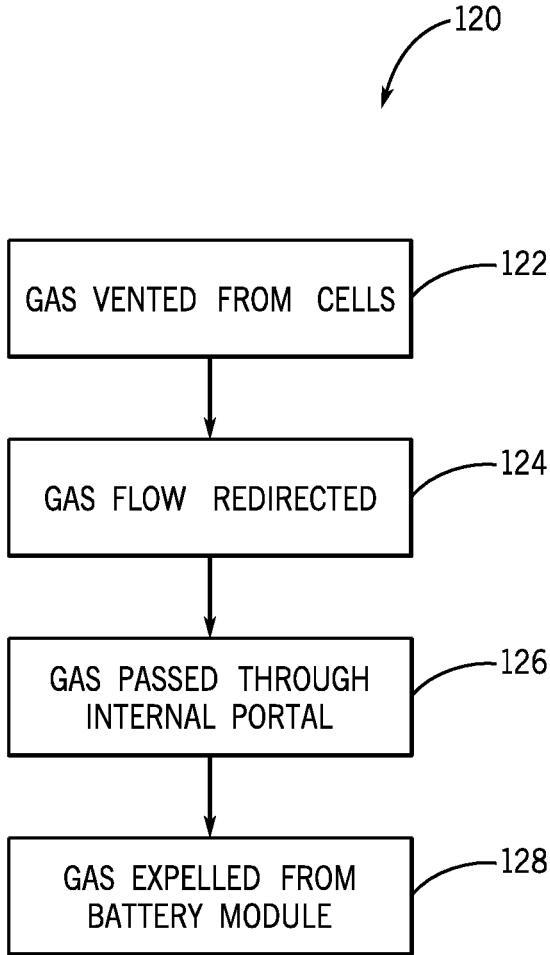 120
GAS VENTED FROM CELLS
122
GAS FLOW REDIRECTED
124
GAS PASSED THROUGH
INTERNAL PORTAL
126
GAS EXPELLED FROM
BATTERY MODULE
128